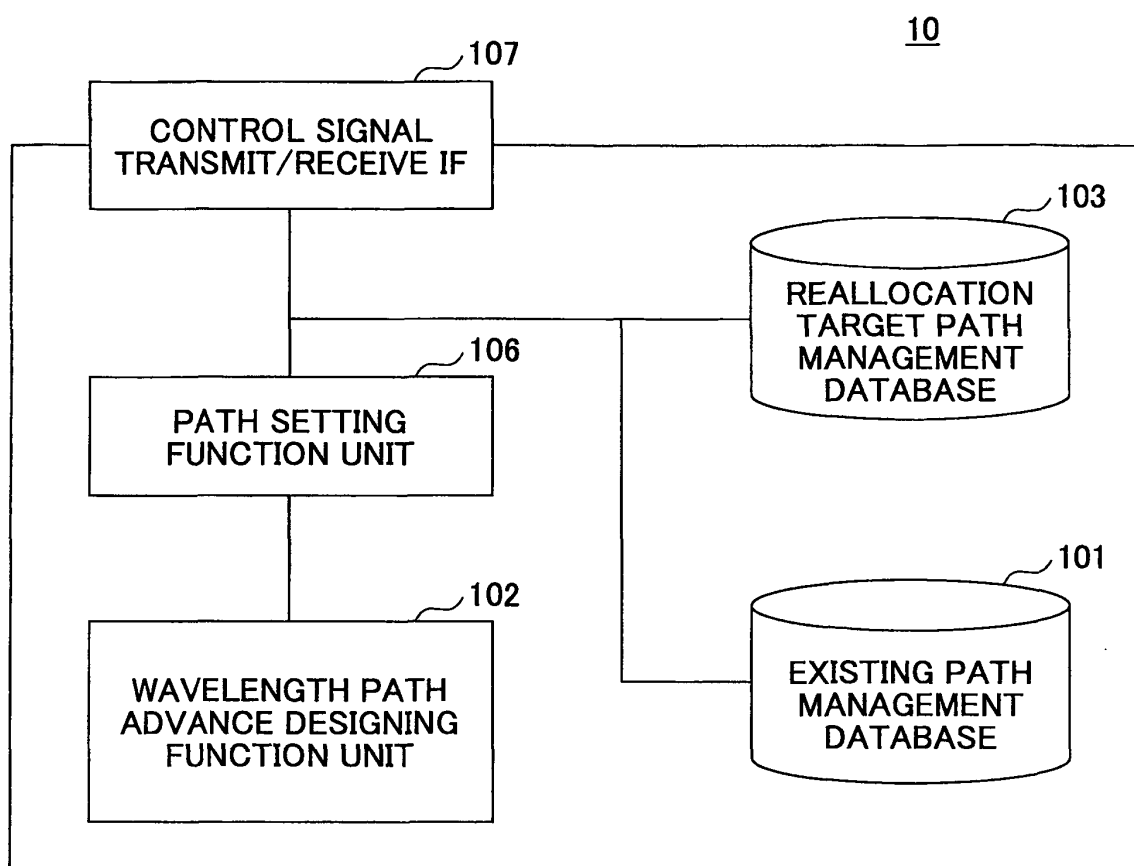 10
107
CONTROL SIGNAL
TRANSMIT/RECEIVE IF
103
REALLOCATION
TARGET PATH
MANAGEMENT
DATABASE
106
PATH SETTING
FUNCTION UNIT
102
WAVELENGTH PATH
ADVANCE DESIGNING
FUNCTION UNIT
101
EXISTING PATH
MANAGEMENT
DATABASE